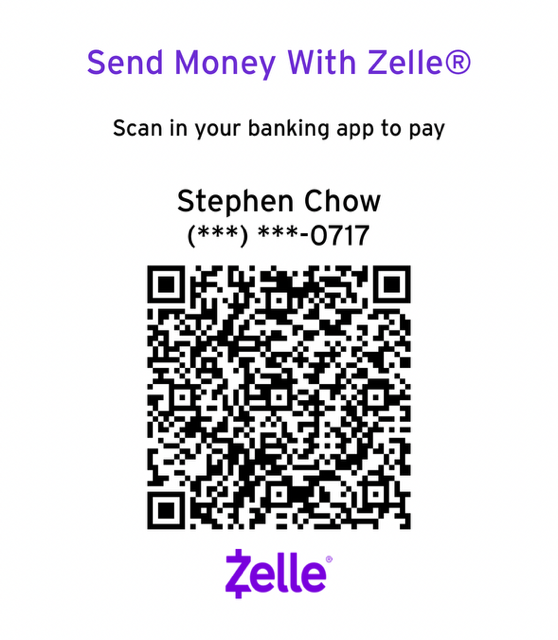 Send Money With Zelle®
Scan in your banking app to pay
Stephen Chow
(***) ***-0717
Zelle®